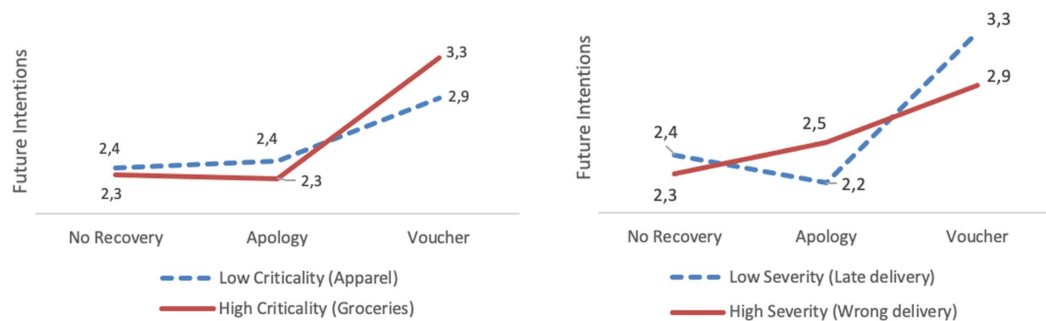 Future Intentions
3,3
2,9
2,4
2,4
2,3
2,3
No Recovery
Apology
Voucher
Low Criticality (Apparel)
High Criticality (Groceries)
Future Intentions
3,3
2,9
2,5
2,4
2,2
2,3
No Recovery
Apology
Voucher
Low Severity (Late delivery)
High Severity (Wrong delivery)